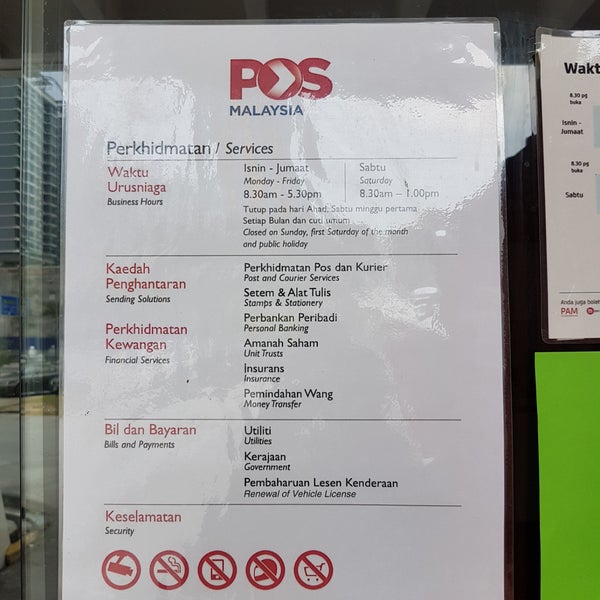 POS
MALAYSIA
Perkhidmatan / Services
Waktu
Urusniaga
Business Hours
Isnin - Jumaat
Monday - Friday
8.30am - 5.30pm
Sabtu
Saturday
8.30am – 1.00pm
Tutup pada hari Ahad, Sabtu minggu pertama
Setiap Bulan dan cuti umum
Closed on Sunday, first Saturday of the month
and public holiday
Kaedah
Penghantaran
Sending Solutions
Perkhidmatan Pos dan Kurier
Post and Courier Services
Setem & Alat Tulis
Stamps & Stationery
Perkhidmatan
Kewangan
Financial Services
Perbankan Peribadi
Personal Banking
Amanah Saham
Unit Trusts
Insurans
Insurance
Pemindahan Wang
Money Transfer
Bil dan Bayaran
Bills and Payments
Utiliti
Utilities
Kerajaan
Government
Pembaharuan Lesen Kenderaan
Renewal of Vehicle License
Keselamatan
Security
Wakt
8.30 pg
buka
Isnin -
Jumaat
8.30 pg
buka
Sabtu
Anda juga boleh
PAM